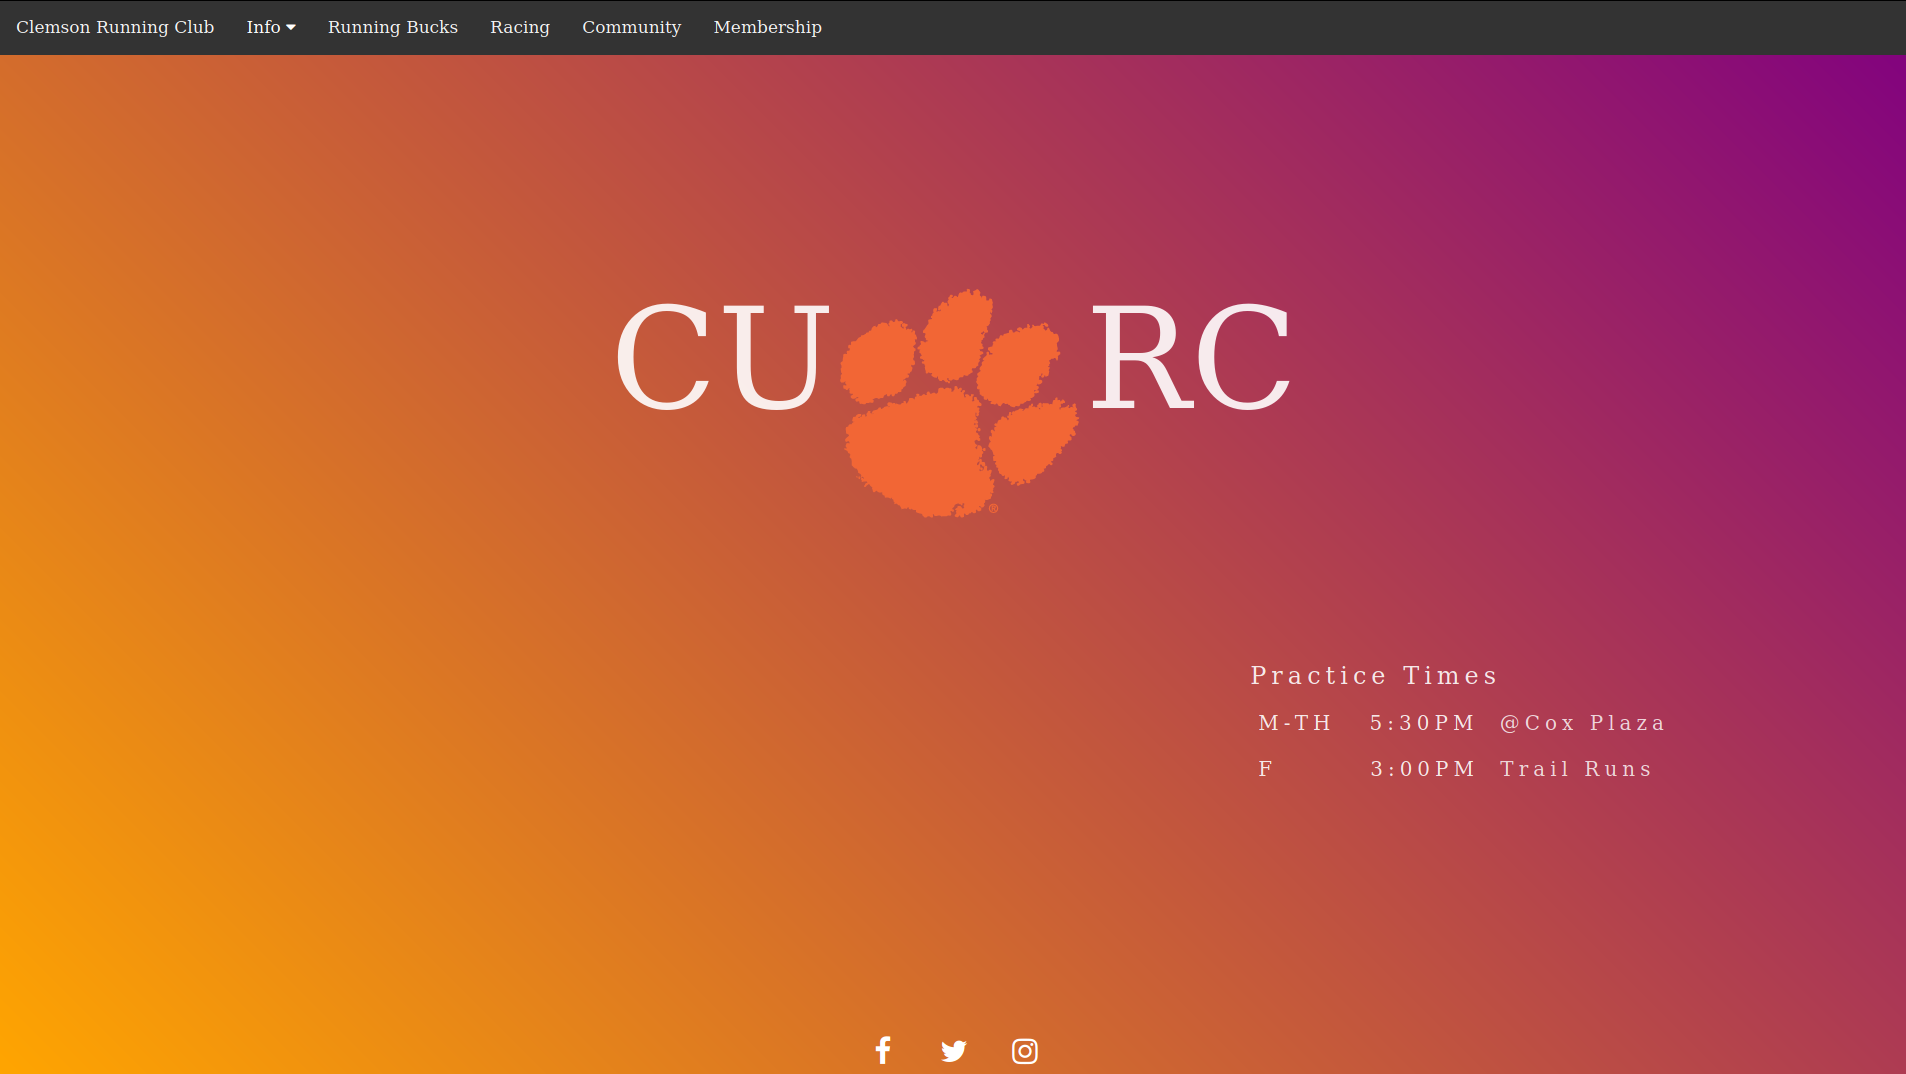 Clemson Running Club Info Running Bucks Racing Community Membership
CU RC
®
Practice Times
M-TH 5:30PM @Cox Plaza
F 3:00PM Trail Runs